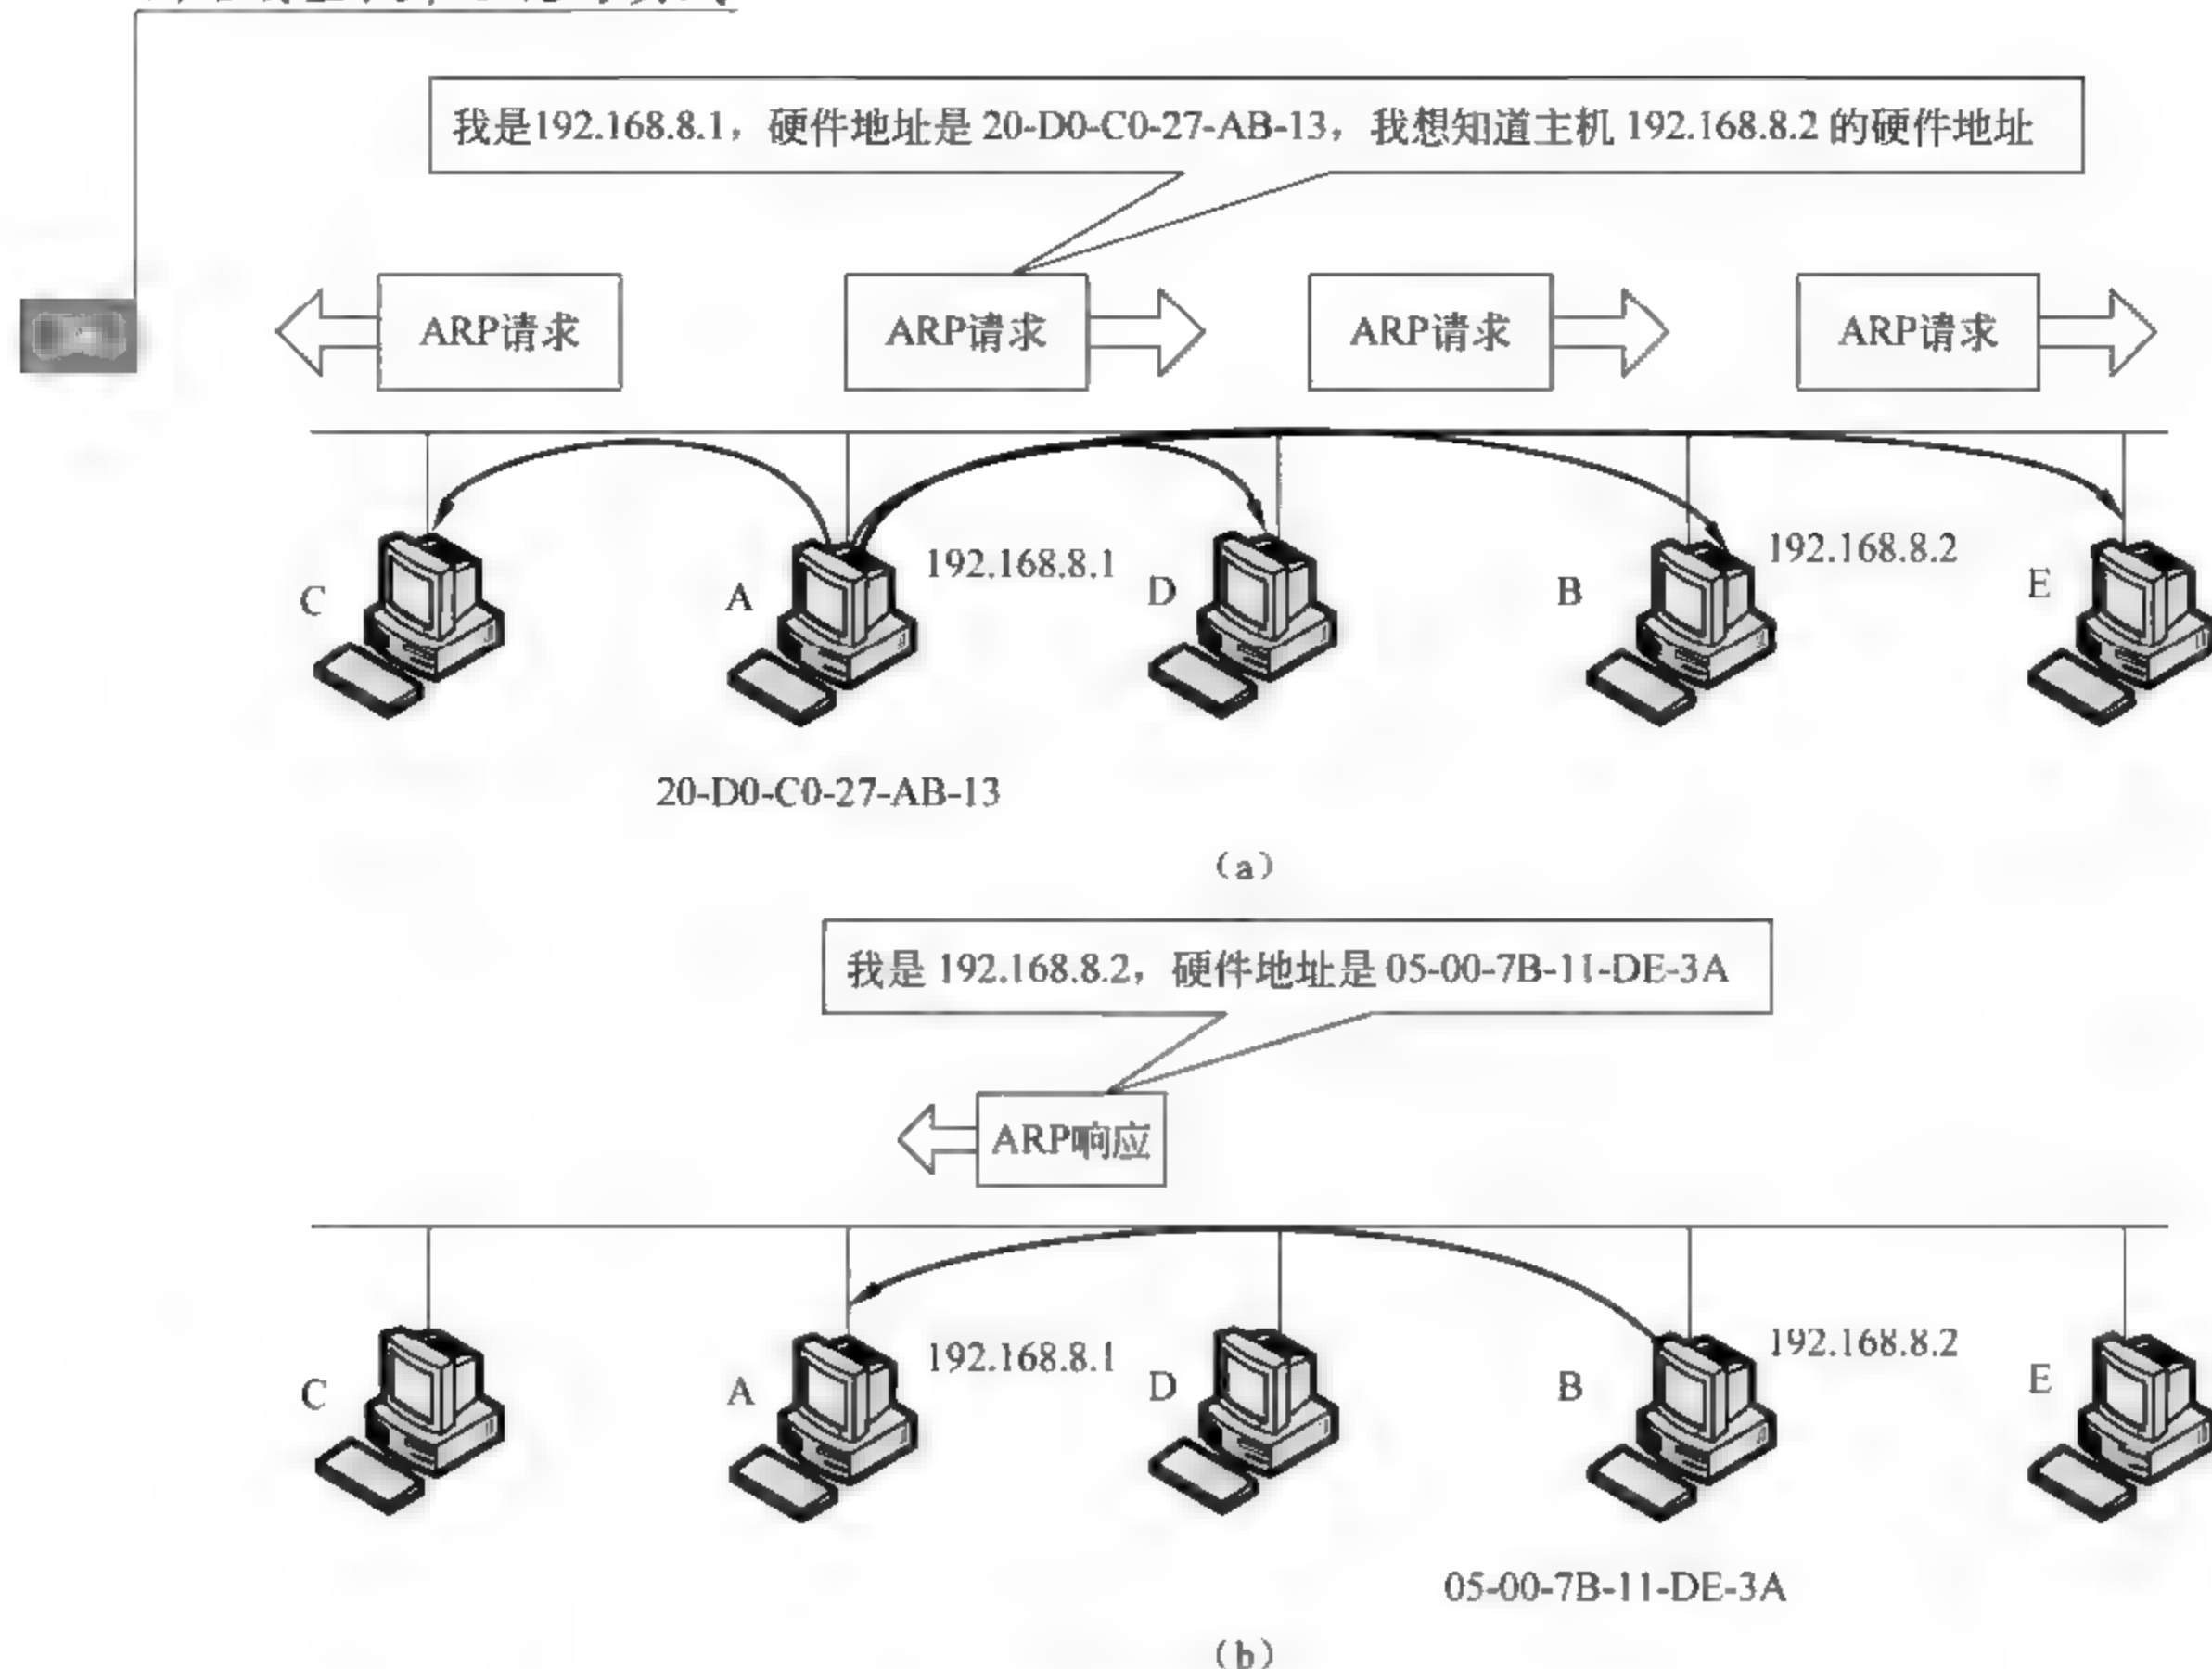 我是192.168.8.1，硬件地址是 20-D0-C0-27-AB-13，我想知道主机 192.168.8.2 的硬件地址
ARP请求 ARP请求 ARP请求 ARP请求
192.168.8.1 192.168.8.2
C A D B E
20-D0-C0-27-AB-13
（a）
我是 192.168.8.2，硬件地址是 05-00-7B-11-DE-3A
ARP响应
192.168.8.1 192.168.8.2
C A D B E
05-00-7B-11-DE-3A
（b）